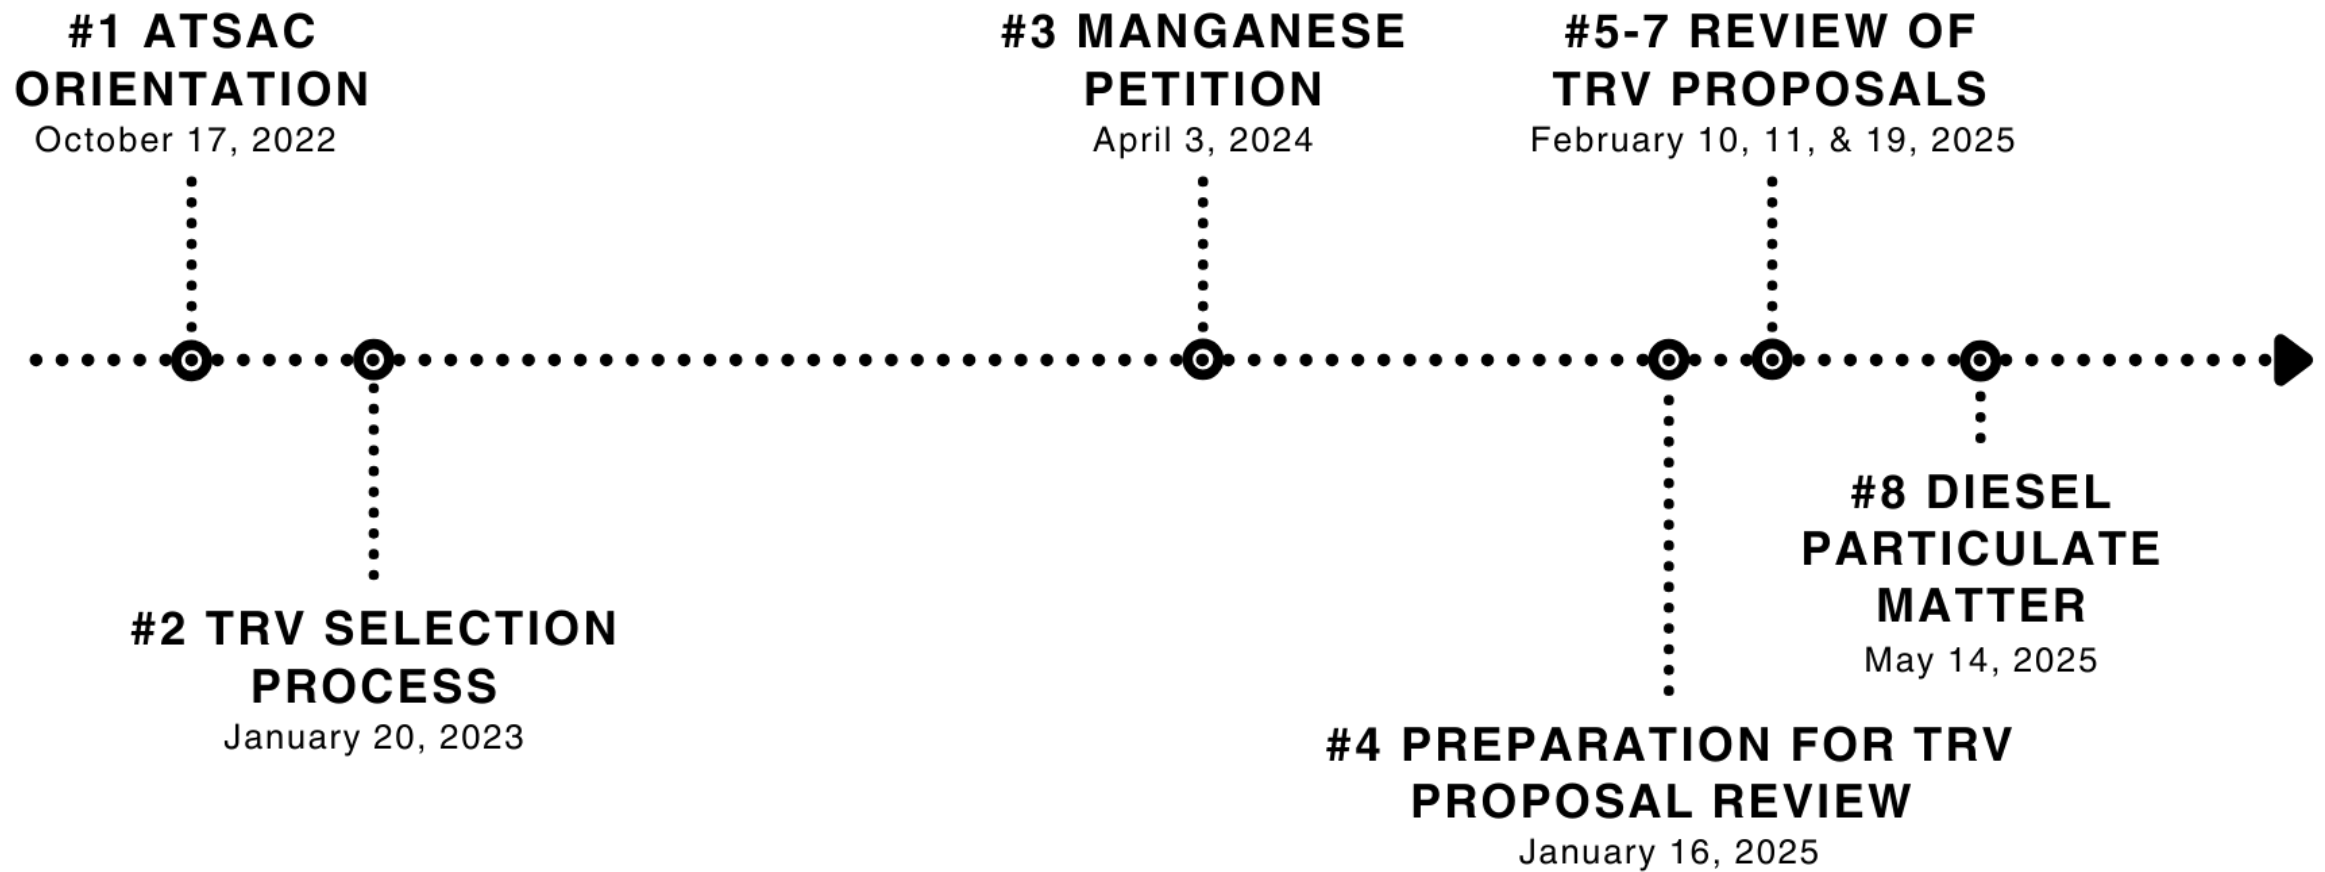 #1 ATSAC
ORIENTATION
October 17, 2022
#2 TRV SELECTION
PROCESS
January 20, 2023
#3 MANGANESE
PETITION
April 3, 2024
#4 PREPARATION FOR TRV
PROPOSAL REVIEW
January 16, 2025
#5-7 REVIEW OF
TRV PROPOSALS
February 10, 11, & 19, 2025
#8 DIESEL
PARTICULATE
MATTER
May 14, 2025